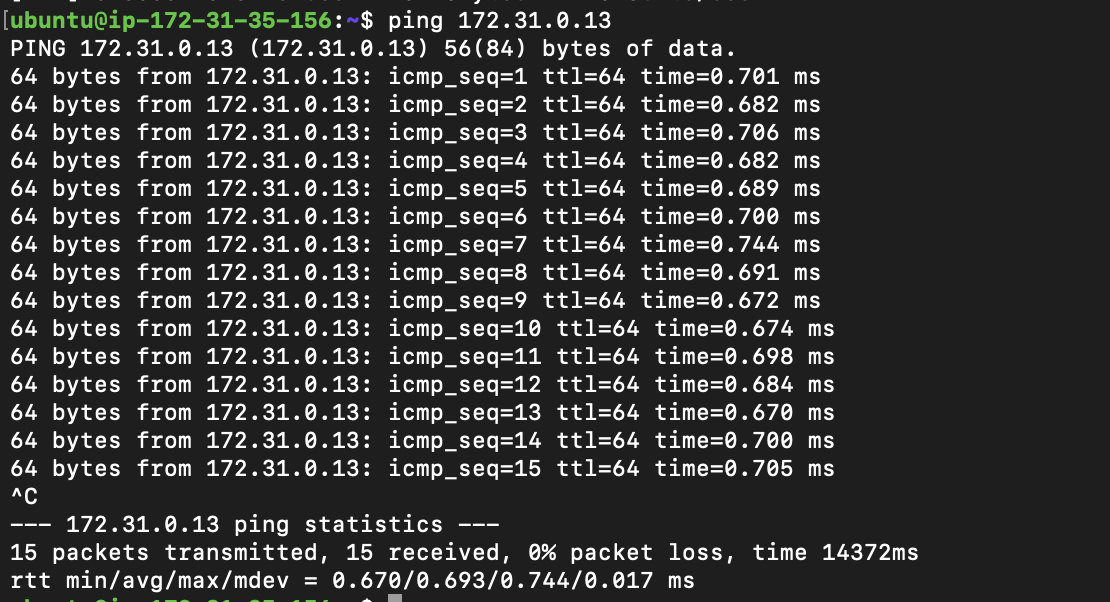 [ubuntu@ip-172-31-35-156:~$ ping 172.31.0.13
PING 172.31.0.13 (172.31.0.13) 56(84) bytes of data.
64 bytes from 172.31.0.13: icmp_seq=1 ttl=64 time=0.701 ms
64 bytes from 172.31.0.13: icmp_seq=2 ttl=64 time=0.682 ms
64 bytes from 172.31.0.13: icmp_seq=3 ttl=64 time=0.706 ms
64 bytes from 172.31.0.13: icmp_seq=4 ttl=64 time=0.682 ms
64 bytes from 172.31.0.13: icmp_seq=5 ttl=64 time=0.689 ms
64 bytes from 172.31.0.13: icmp_seq=6 ttl=64 time=0.700 ms
64 bytes from 172.31.0.13: icmp_seq=7 ttl=64 time=0.744 ms
64 bytes from 172.31.0.13: icmp_seq=8 ttl=64 time=0.691 ms
64 bytes from 172.31.0.13: icmp_seq=9 ttl=64 time=0.672 ms
64 bytes from 172.31.0.13: icmp_seq=10 ttl=64 time=0.674 ms
64 bytes from 172.31.0.13: icmp_seq=11 ttl=64 time=0.698 ms
64 bytes from 172.31.0.13: icmp_seq=12 ttl=64 time=0.684 ms
64 bytes from 172.31.0.13: icmp_seq=13 ttl=64 time=0.670 ms
64 bytes from 172.31.0.13: icmp_seq=14 ttl=64 time=0.700 ms
64 bytes from 172.31.0.13: icmp_seq=15 ttl=64 time=0.705 ms
^C
--- 172.31.0.13 ping statistics ---
15 packets transmitted, 15 received, 0% packet loss, time 14372ms
rtt min/avg/max/mdev = 0.670/0.693/0.744/0.017 ms